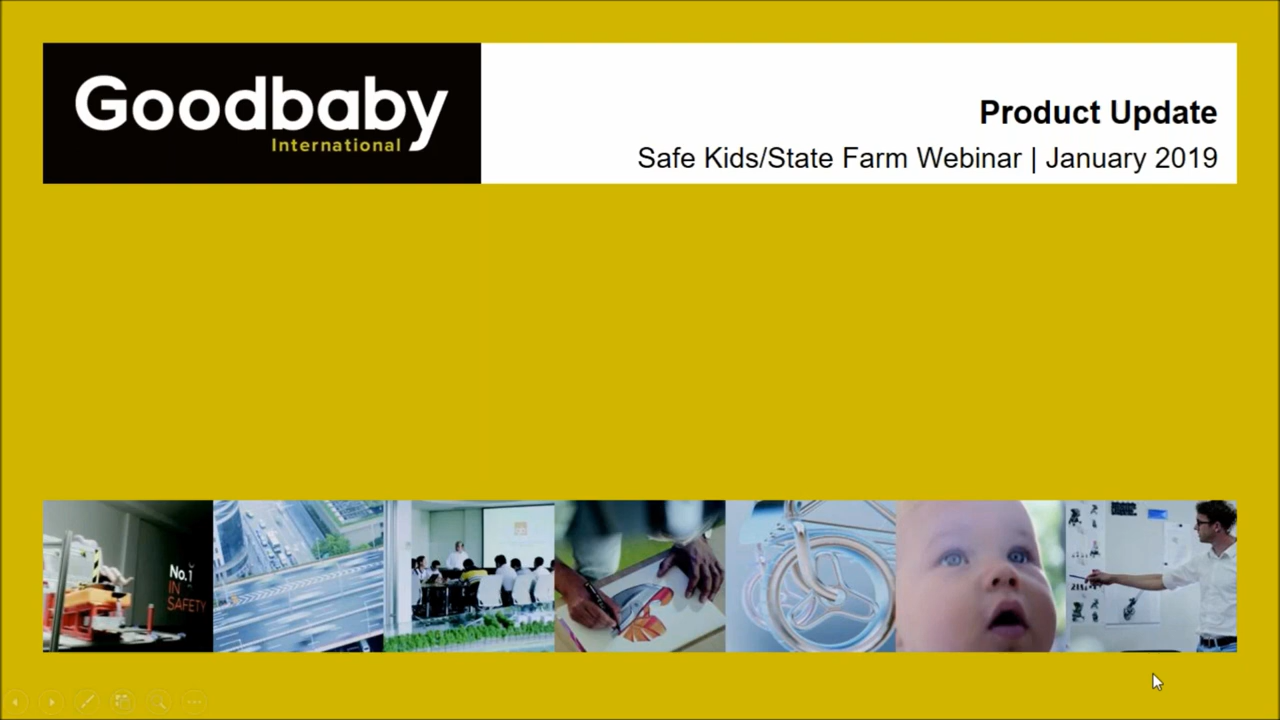 Goodbaby
International
Product Update
Safe Kids/State Farm Webinar | January 2019
No.1
IN
SAFETY